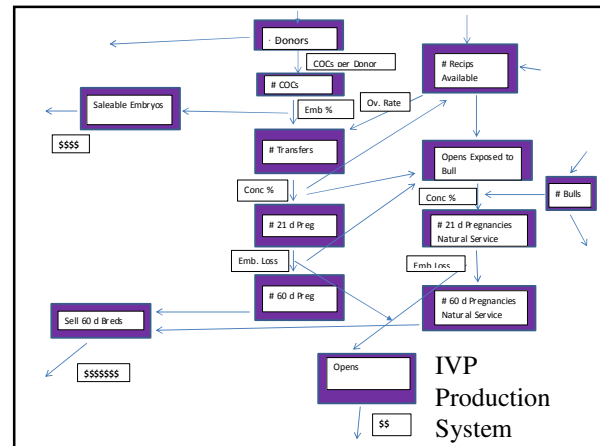 · Donors
COCs per Donor
# COCs
# Recips
Available
Saleable Embryos
Emb %
Ov. Rate
$$$$
# Transfers
Opens Exposed to
Bull
Conc %
Conc %
# Bulls
# 21 d Preg
# 21 d Pregnancies
Natural Service
Emb. Loss
Emb Loss
# 60 d Preg
# 60 d Pregnancies
Natural Service
Sell 60 d Breds
Opens
$$$$$$$
$$
IVP
Production
System